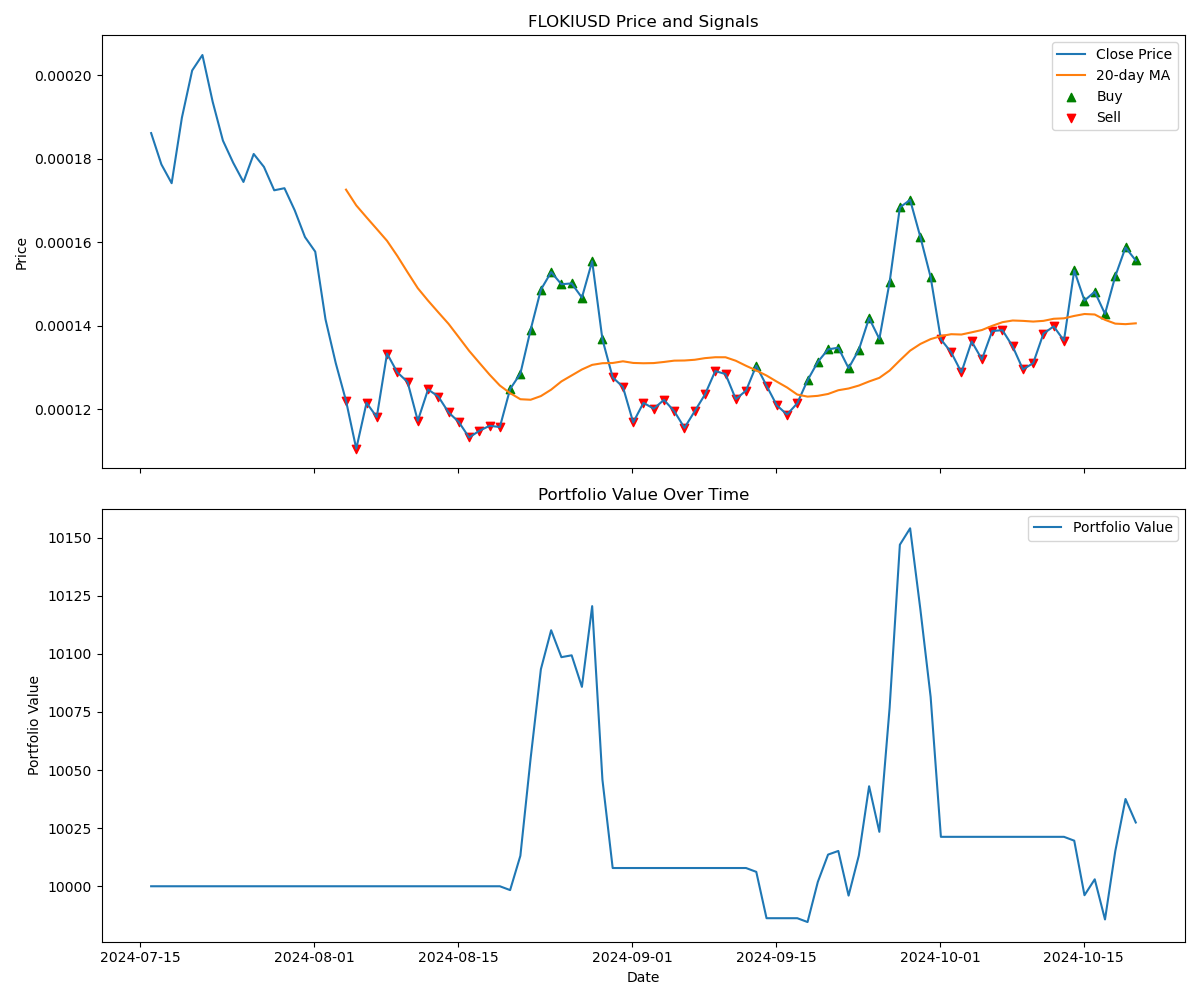 FLOKIUSD Price and Signals
Close Price
20-day MA
Buy
Sell
0.00020
0.00018
0.00016
0.00014
0.00012
Price
Portfolio Value Over Time
Portfolio Value
10150
10125
10100
10075
10050
10025
10000
Portfolio Value
2024-07-15
2024-08-01
2024-08-15
2024-09-01
2024-09-15
2024-10-01
2024-10-15
Date